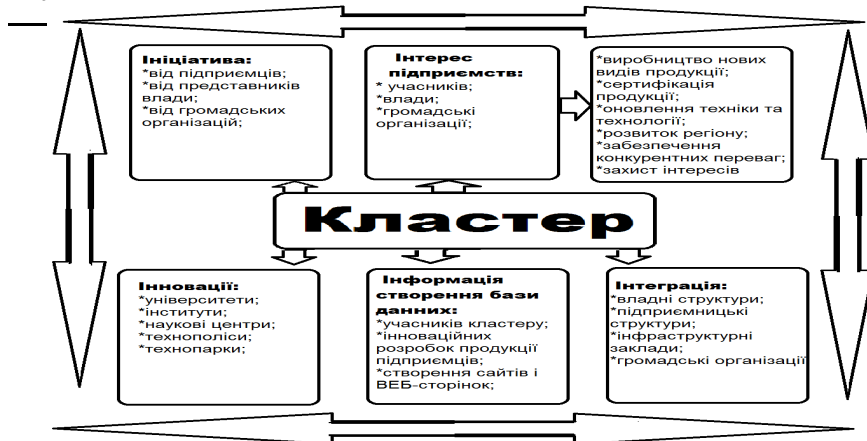 Ініціатива:
*від підприємців;
*від представників
влади;
*від громадських
організацій;
Інтерес
підприємств:
* учасників;
*влади;
*громадські
організації;
*виробництво нових
видів продукції;
*сертифікація
продукції;
*оновлення техніки та
технології;
*розвиток регіону;
*забезпечення
конкурентних переваг;
*захист інтересів
Кластер
Інновації:
*університети;
*інститути;
*наукові центри;
*технополіси;
*технопарки;
Інформація
створення бази
данних:
*учасників кластеру;
*інноваційних
розробок продукції
підприємців;
*створення сайтів і
ВЕБ-сторінок;
Інтеграція:
*владні структури;
*підприємницькі
структури;
*інфраструктурні
заклади;
*громадські організації